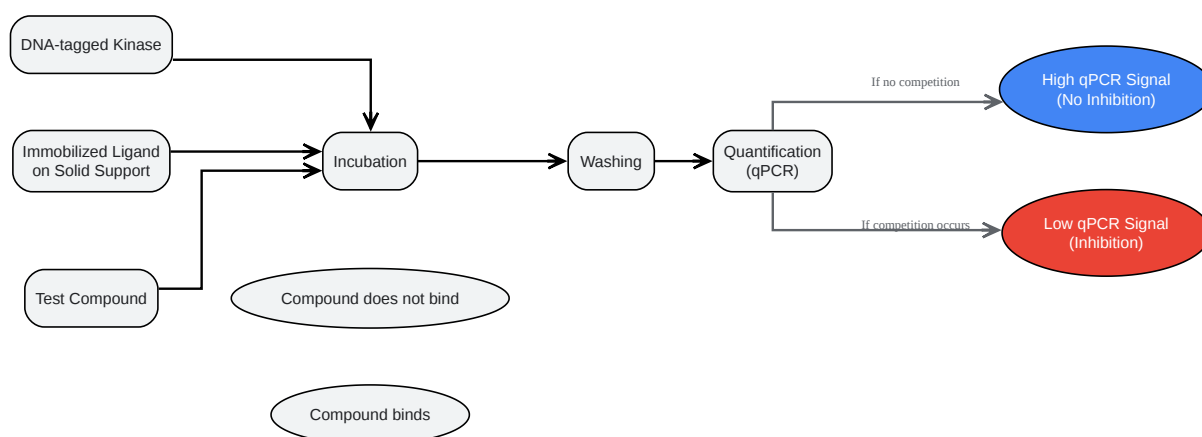 DNA-tagged Kinase
Immobilized Ligand
on Solid Support
Test Compound
Incubation
Compound does not bind
Compound binds
Washing
Quantification
(qPCR)
If no competition
If competition occurs
High qPCR Signal
(No Inhibition)
Low qPCR Signal
(Inhibition)